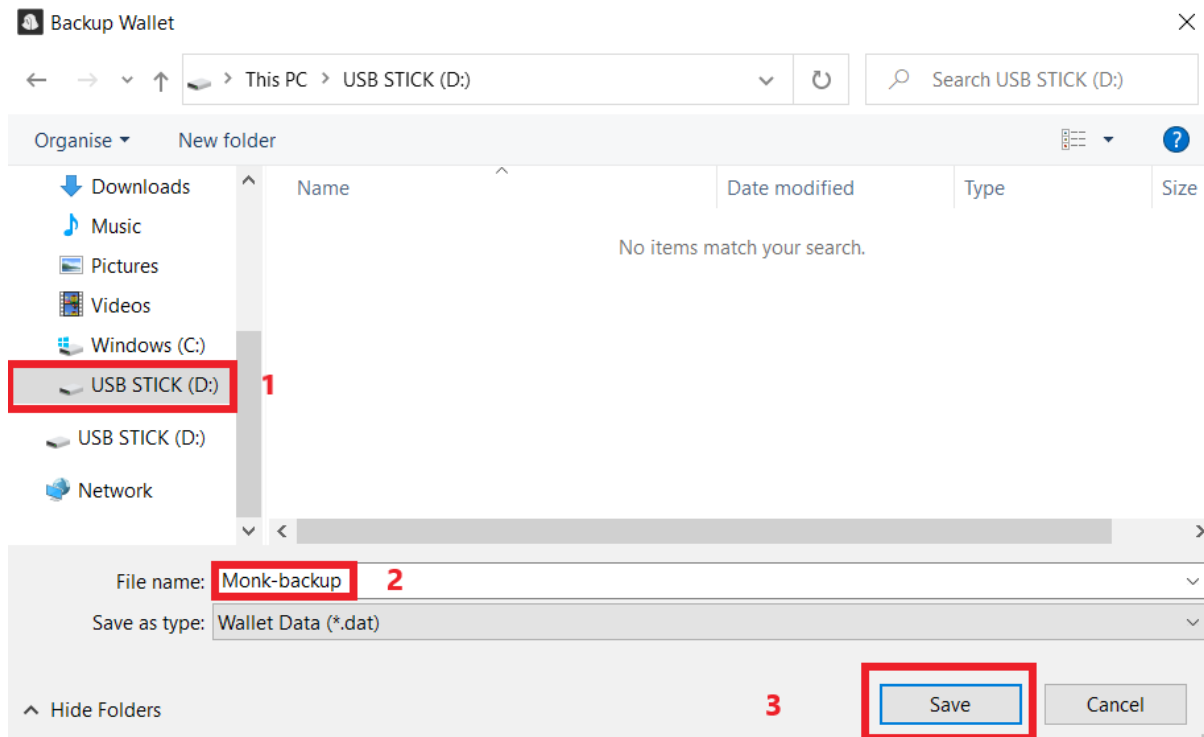 Backup Wallet
This PC > USB STICK (D:)
Search USB STICK (D:)
Organise
New folder
?
Name
Date modified
Type
Size
No items match your search.
Downloads
Music
Pictures
Videos
Windows (C:)
USB STICK (D:) 1
USB STICK (D:)
Network
File name: Monk-backup 2
Save as type: Wallet Data (*.dat)
Hide Folders
3
Save
Cancel